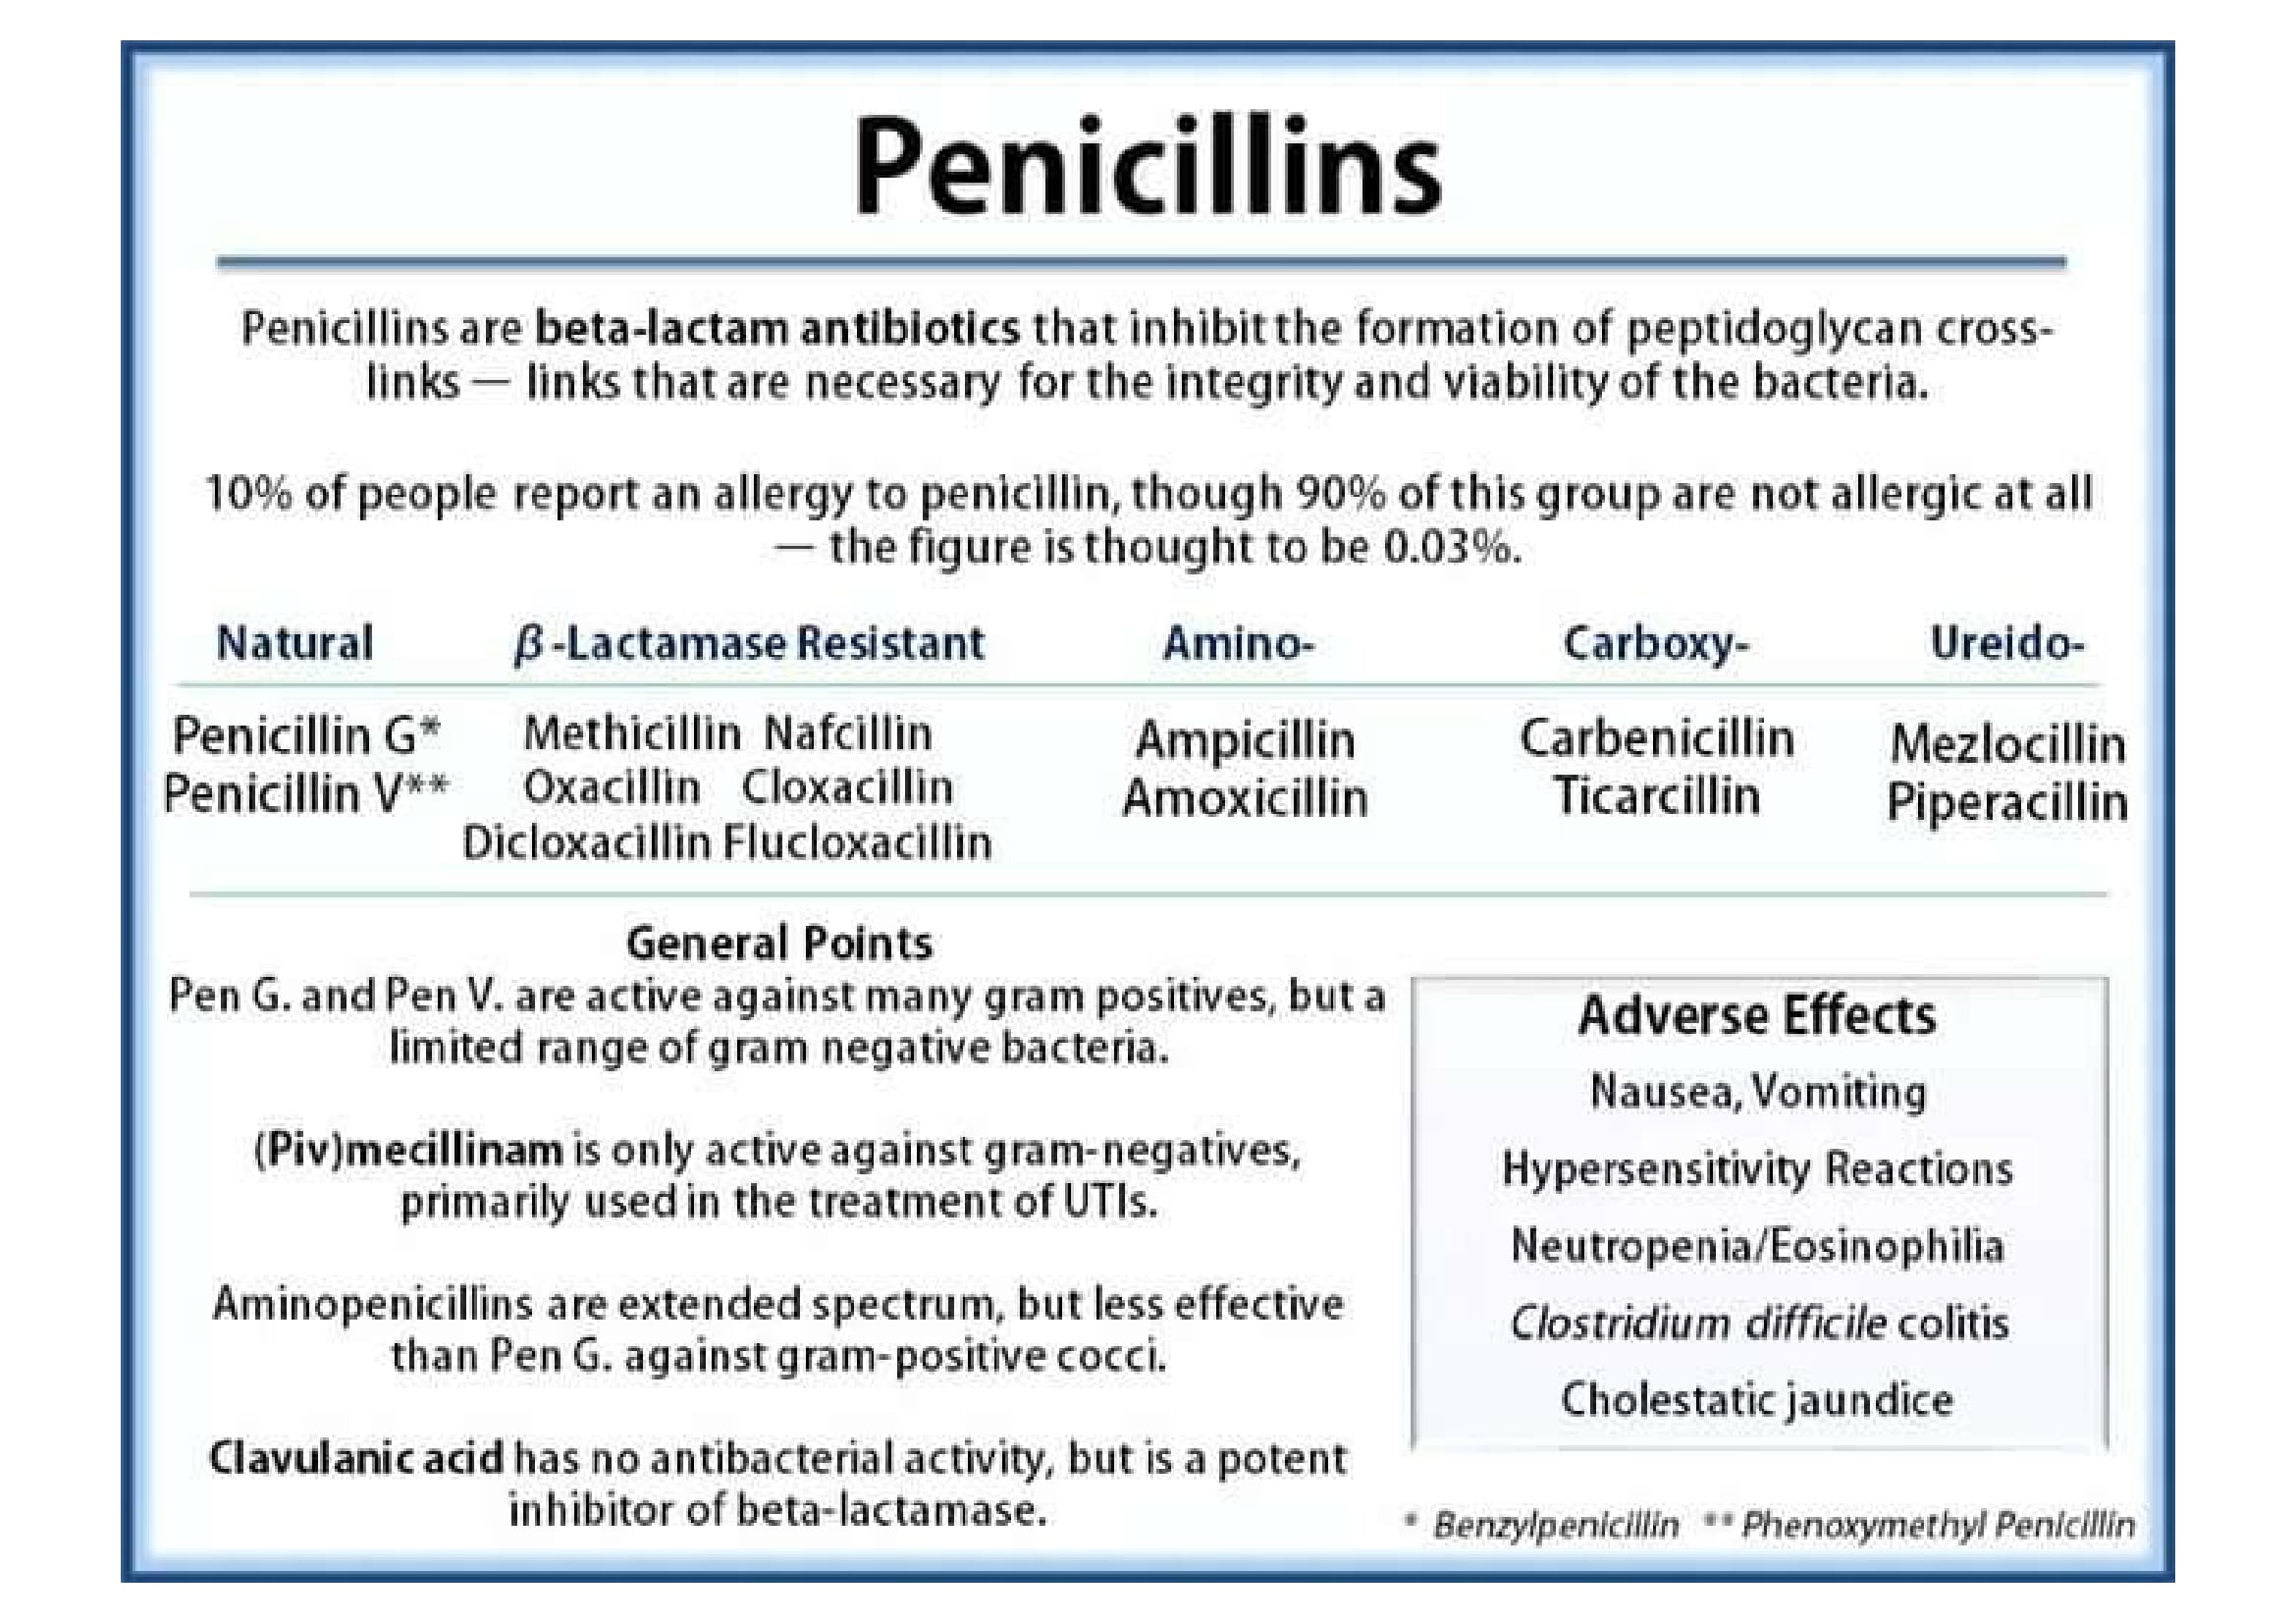 Penicillins
Penicillins are beta-lactam antibiotics that inhibit the formation of peptidoglycan cross-
links — links that are necessary for the integrity and viability of the bacteria.
10% of people report an allergy to penicillin, though 90% of this group are not allergic at all
— the figure is thought to be 0.03%.
Natural β-Lactamase Resistant Amino- Carboxy- Ureido-
Penicillin G* Methicillin Nafcillin Ampicillin Carbenicillin Mezlocillin
Penicillin V** Oxacillin Cloxacillin Amoxicillin Ticarcillin Piperacillin
Dicloxacillin Flucloxacillin
General Points
Pen G. and Pen V. are active against many gram positives, but a
limited range of gram negative bacteria.
(Piv)mecillinam is only active against gram-negatives,
primarily used in the treatment of UTIs.
Aminopenicillins are extended spectrum, but less effective
than Pen G. against gram-positive cocci.
Clavulanic acid has no antibacterial activity, but is a potent
inhibitor of beta-lactamase.
Adverse Effects
Nausea, Vomiting
Hypersensitivity Reactions
Neutropenia/Eosinophilia
Clostridium difficile colitis
Cholestatic jaundice
* Benzylpenicillin ** Phenoxymethyl Penicillin